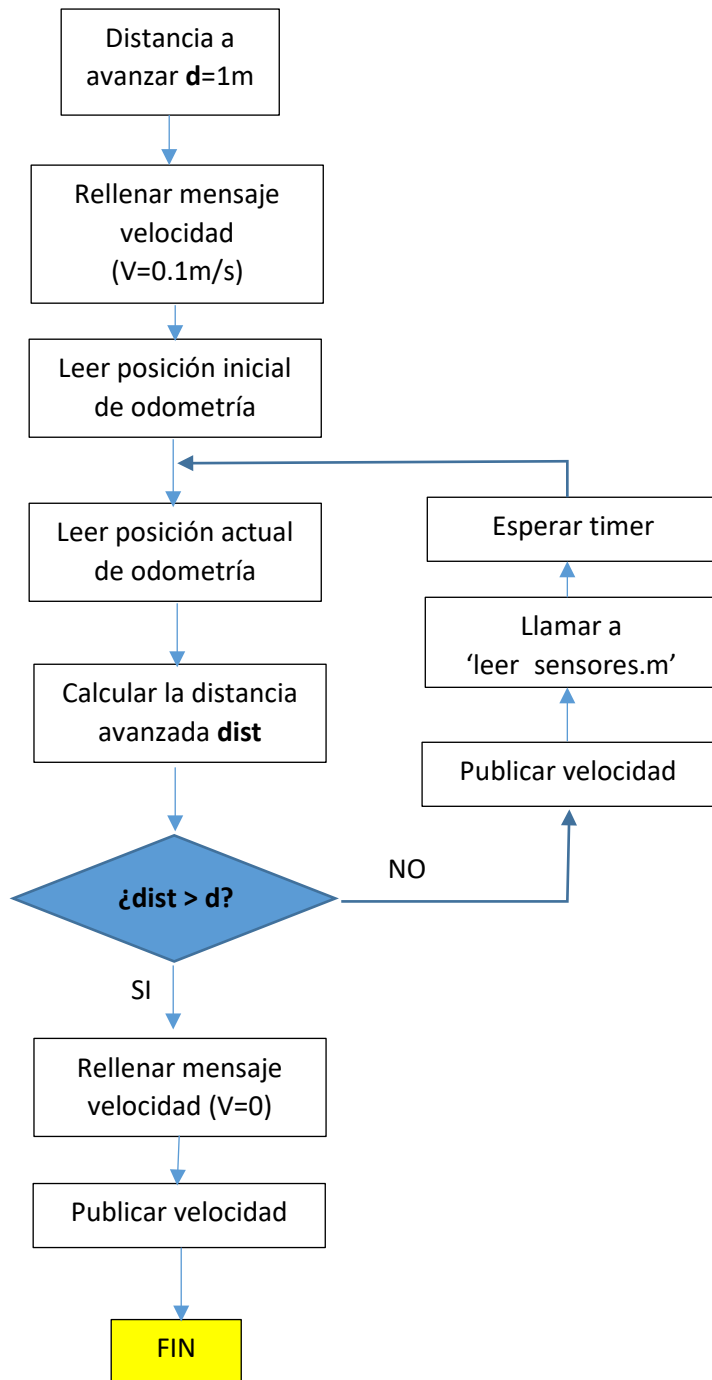 Distancia a
avanzar d=1m
Rellenar mensaje
velocidad
(V=0.1m/s)
Leer posición inicial
de odometría
Leer posición actual
de odometría
Calcular la distancia
avanzada dist
¿dist > d?
NO
Publicar velocidad
Llamar a
‘leer sensores.m’
Esperar timer
SI
Rellenar mensaje
velocidad (V=0)
Publicar velocidad
FIN